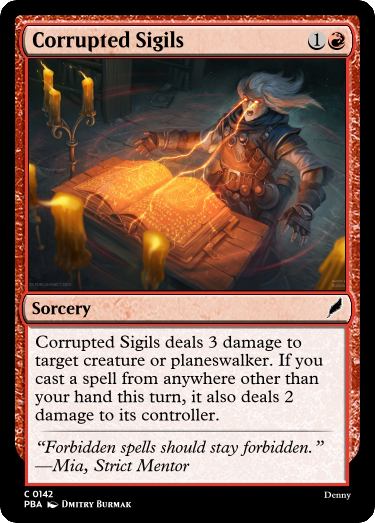 Corrupted Sigils 1
Sorcery
Corrupted Sigils deals 3 damage to
target creature or planeswalker. If you
cast a spell from anywhere other than
your hand this turn, it also deals 2
damage to its controller.
“Forbidden spells should stay forbidden.”
—Mia, Strict Mentor
C 0142
PBA DMITRY BURMAK
Denny